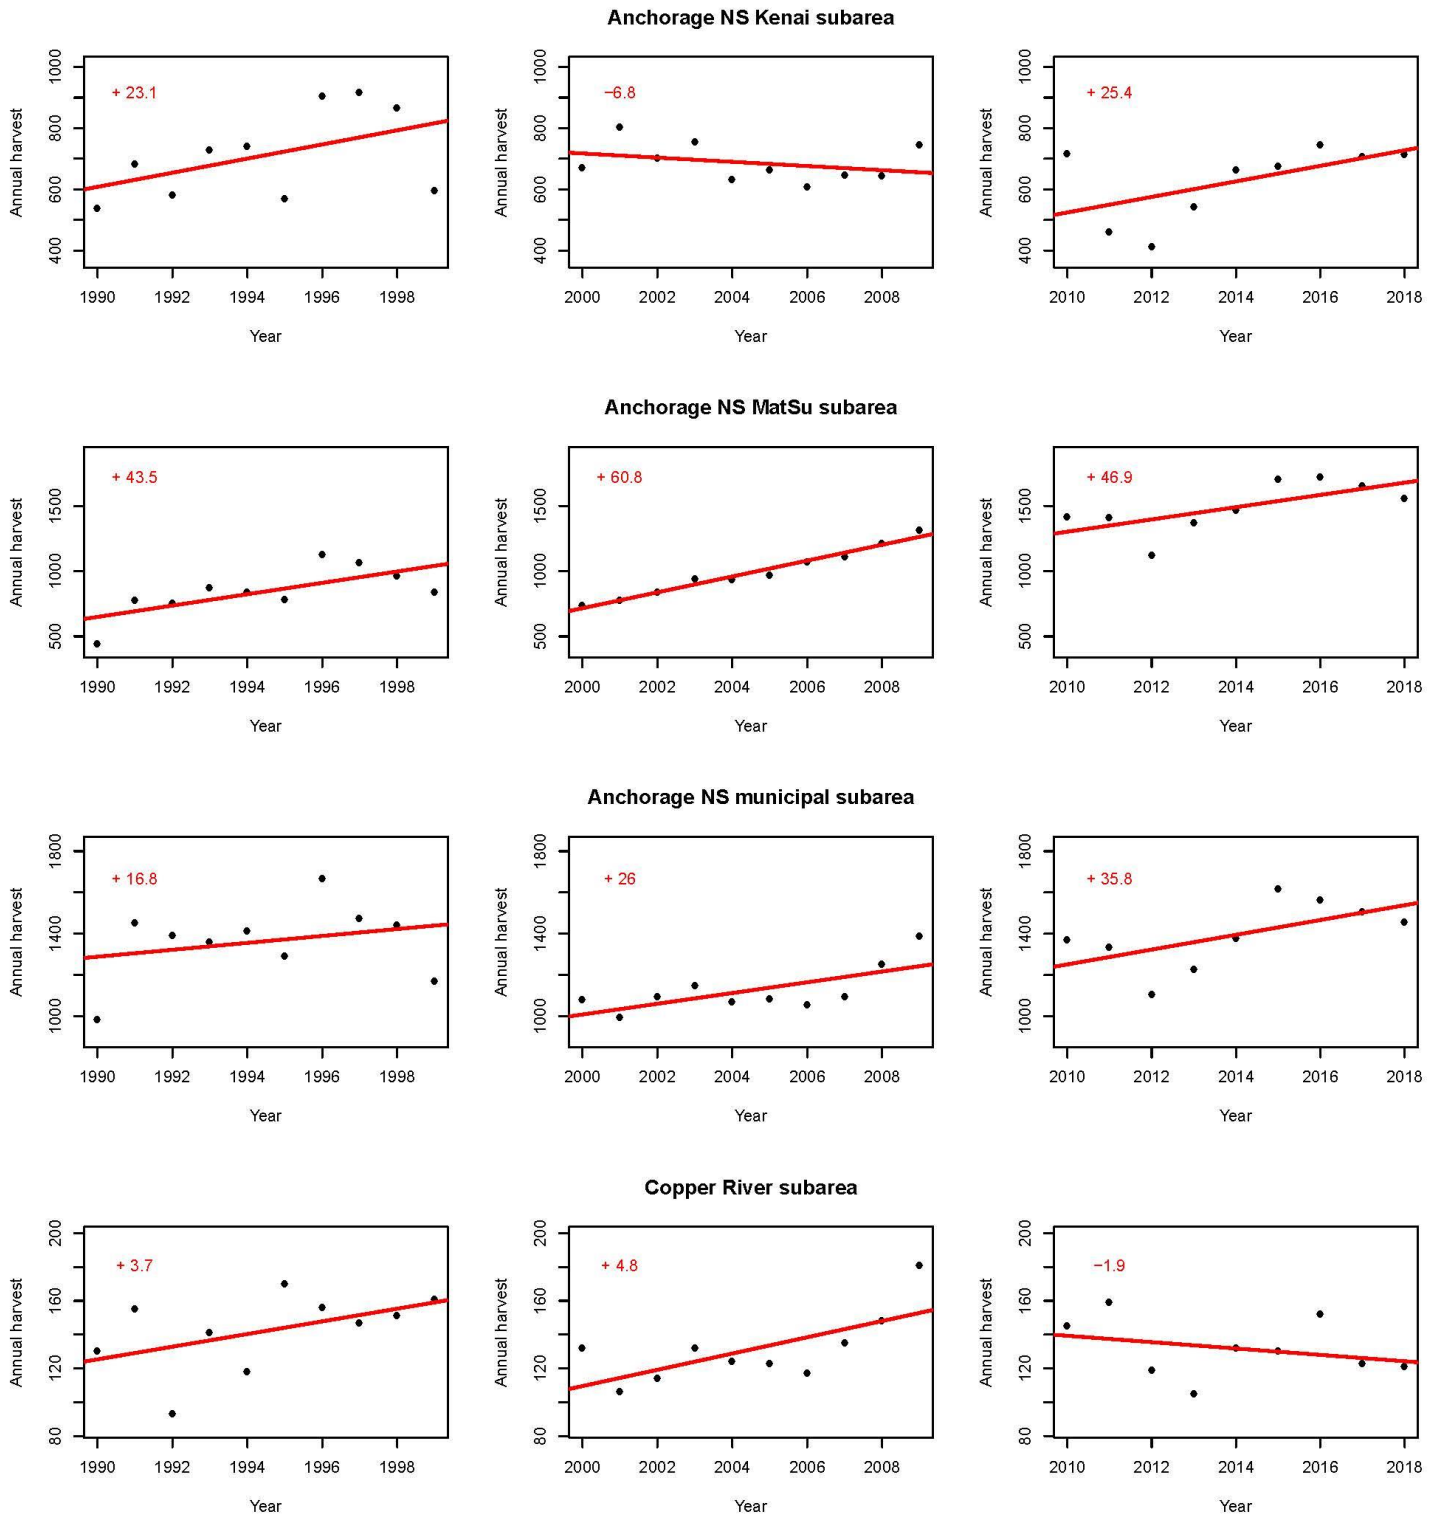 Anchorage NS Kenai subarea
Annual harvest
400 600 800 1000
+ 23.1
1990 1992 1994 1996 1998
Year
Annual harvest
400 600 800 1000
−6.8
2000 2002 2004 2006 2008
Year
Annual harvest
400 600 800 1000
+ 25.4
2010 2012 2014 2016 2018
Year
Anchorage NS MatSu subarea
Annual harvest
500 1000 1500
+ 43.5
1990 1992 1994 1996 1998
Year
Annual harvest
500 1000 1500
+ 60.8
2000 2002 2004 2006 2008
Year
Annual harvest
500 1000 1500
+ 46.9
2010 2012 2014 2016 2018
Year
Anchorage NS municipal subarea
Annual harvest
1000 1400 1800
+ 16.8
1990 1992 1994 1996 1998
Year
Annual harvest
1000 1400 1800
+ 26
2000 2002 2004 2006 2008
Year
Annual harvest
1000 1400 1800
+ 35.8
2010 2012 2014 2016 2018
Year
Copper River subarea
Annual harvest
80 120 160 200
+ 3.7
1990 1992 1994 1996 1998
Year
Annual harvest
80 120 160 200
+ 4.8
2000 2002 2004 2006 2008
Year
Annual harvest
80 120 160 200
−1.9
2010 2012 2014 2016 2018
Year